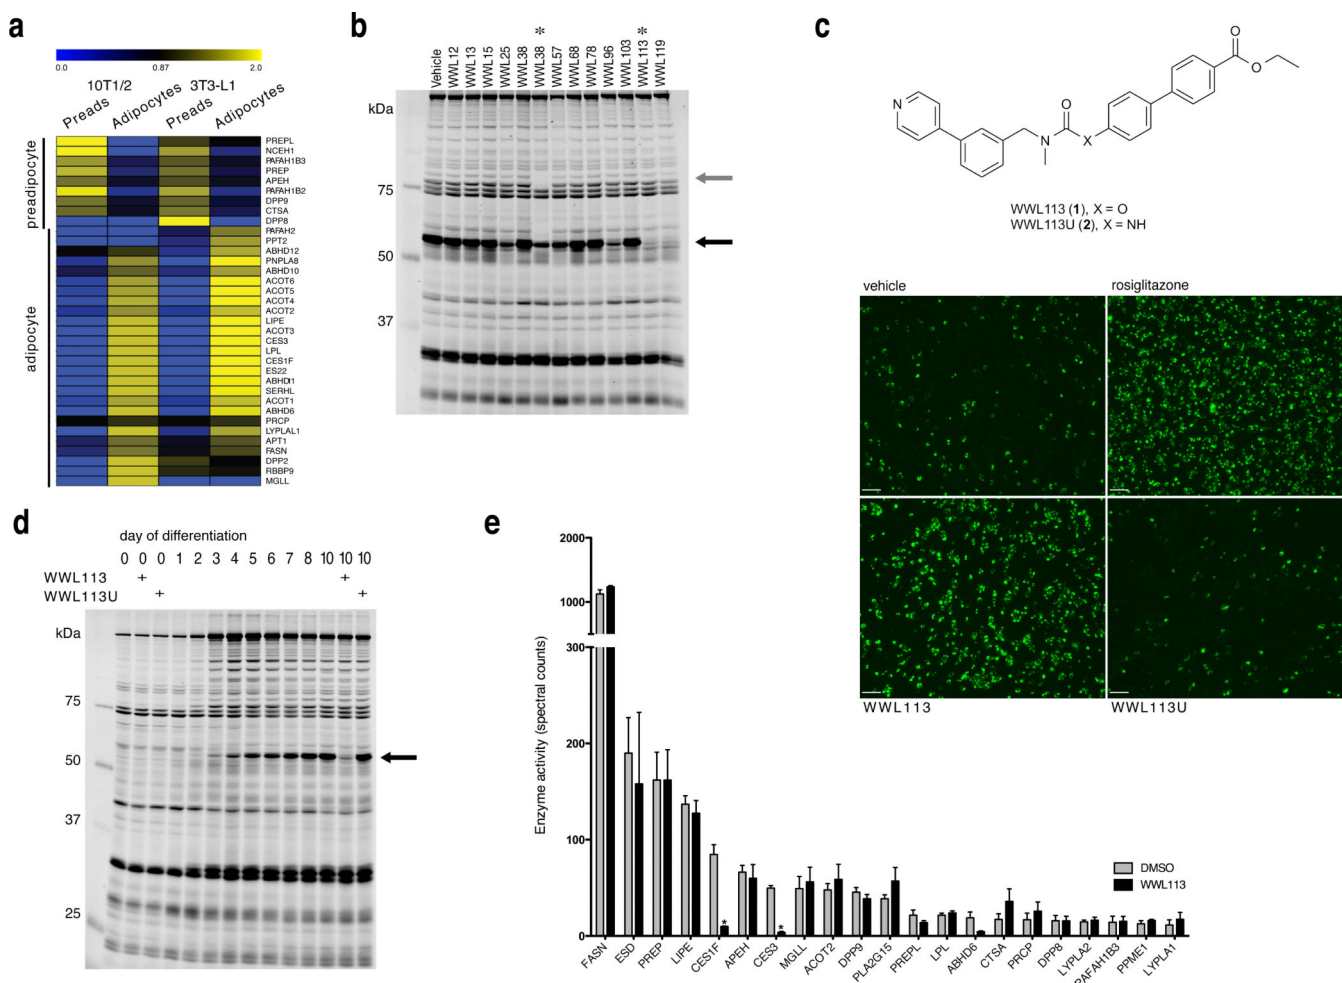 a
0.0 0.87 2.0
10T1/2 3T3-L1
Preads Adipocytes Preads Adipocytes
preadipocyte
adipocyte
PREPL
NCEH1
PAFAH1B3
PREP
APEH
PAFAH1B2
DPP9
CTSA
DPP8
PAFAH2
PPT2
ABHD12
PNPLA8
ABHD10
ACOT6
ACOT5
ACOT4
ACOT2
LIPE
ACOT3
CES3
LPL
CES1F
ES22
ABHD11
SERHL
ACOT1
ABHD6
PRCP
LYPLAL1
APT1
FASN
DPP2
RBBP9
MGLL
b
* *
Vehicle WWL12 WWL13 WWL15 WWL25 WWL38 WWL38 WWL57 WWL68 WWL78 WWL96 WWL103 WWL113 WWL119
kDa
75
50
37
c
O
O
N
O
N
X
WWL113 (1), X = O
WWL113U (2), X = NH
vehicle rosiglitazone
WWL113 WWL113U
d
day of differentiation
0 0 0 1 2 3 4 5 6 7 8 10 10 10
WWL113 + +
WWL113U + +
kDa
75
50
37
25
e
Enzyme activity (spectral counts)
2000
1000
300
200
100
0
* *
DMSO
WWL113
FASN ESD PREP LIPE CES1F APEH CES3 MGLL ACOT2 DPP9 PLA2G15 PREPL LPL ABHD6 CTSA PRCP DPP8 LYPLA2 PAFAH1B3 PPME1 LYPLA1